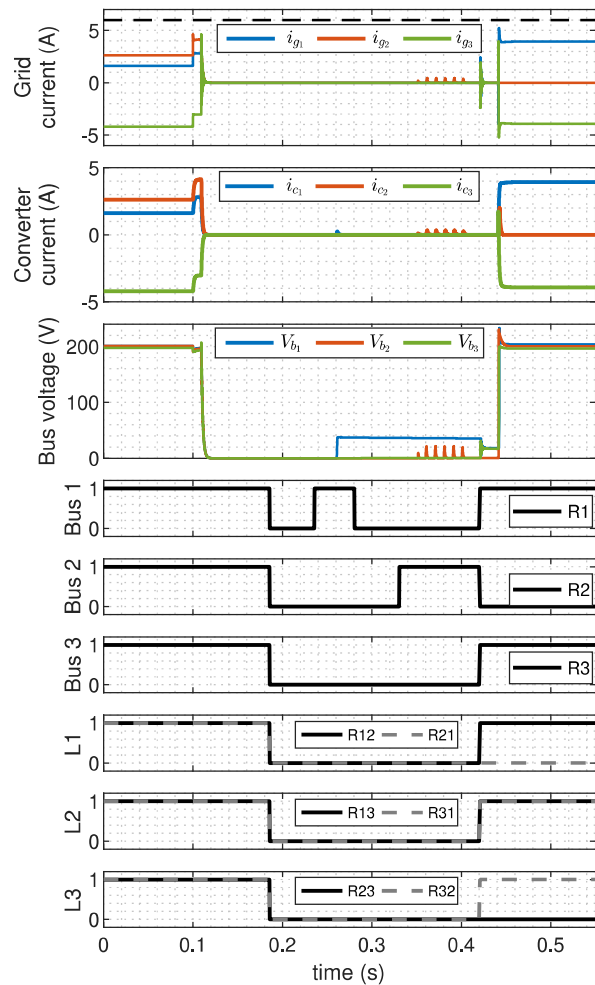 Grid
current (A)
i_{g_1} i_{g_2} i_{g_3}
5
0
-5
Converter
current (A)
i_{c_1} i_{c_2} i_{c_3}
5
0
-5
Bus voltage (V)
V_{b_1} V_{b_2} V_{b_3}
200
100
0
Bus 1
1
0
R1
Bus 2
1
0
R2
Bus 3
1
0
R3
L1
1
0
R12 R21
L2
1
0
R13 R31
L3
1
0
R23 R32
0 0.1 0.2 0.3 0.4 0.5
time (s)